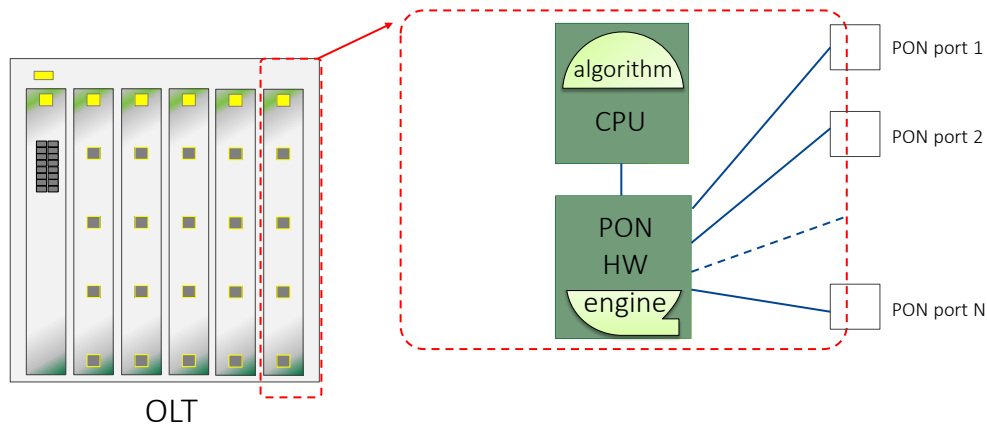 algorithm
CPU
PON
HW
engine
PON port 1
PON port 2
PON port N
OLT